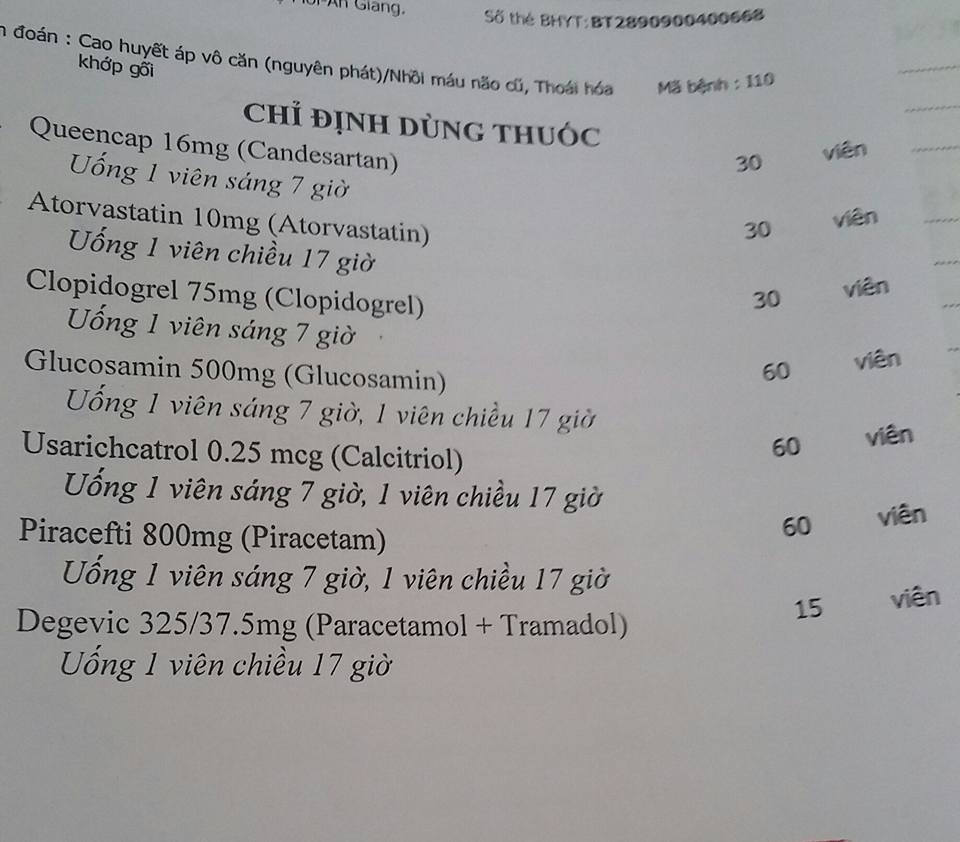 An Giang.
Số thẻ BHYT: BT2890900400668
đoán : Cao huyết áp vô căn (nguyên phát)/Nhồi máu não cũ, Thoái hóa
khớp gối
Mã bệnh : I10
CHỈ ĐỊNH DÙNG THUỐC
Queencap 16mg (Candesartan) 30 viên
Uống 1 viên sáng 7 giờ
Atorvastatin 10mg (Atorvastatin) 30 viên
Uống 1 viên chiều 17 giờ
Clopidogrel 75mg (Clopidogrel) 30 viên
Uống 1 viên sáng 7 giờ
Glucosamin 500mg (Glucosamin) 60 viên
Uống 1 viên sáng 7 giờ, 1 viên chiều 17 giờ
Usarichcatrol 0.25 mcg (Calcitriol) 60 viên
Uống 1 viên sáng 7 giờ, 1 viên chiều 17 giờ
Piracefti 800mg (Piracetam) 60 viên
Uống 1 viên sáng 7 giờ, 1 viên chiều 17 giờ
Degevic 325/37.5mg (Paracetamol + Tramadol) 15 viên
Uống 1 viên chiều 17 giờ